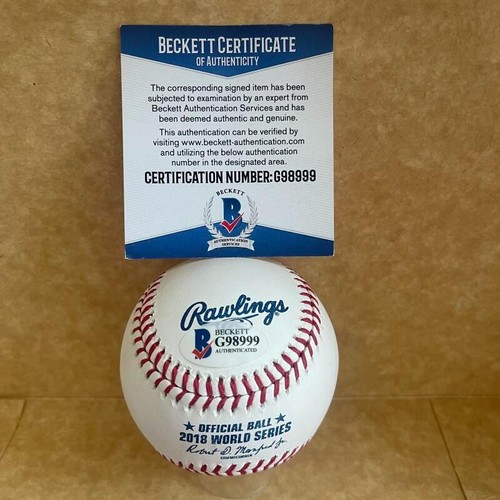 BECKETT CERTIFICATE
OF AUTHENTICITY
The corresponding signed item has been
subjected to examination by an expert from
Beckett Authentication Services and has
been deemed authentic and genuine.
This authentication can be verified by
visiting www.beckett-authentication.com
and utilizing the below authentication
number in the designated area.
CERTIFICATION NUMBER:G98999
BECKETT
B
AUTHENTICATION
SERVICES
Rawlings
BECKETT
B G98999
AUTHENTICATED
OFFICIAL BALL
2018 WORLD SERIES
Robert D. Manfred Jr.
COMMISSIONER